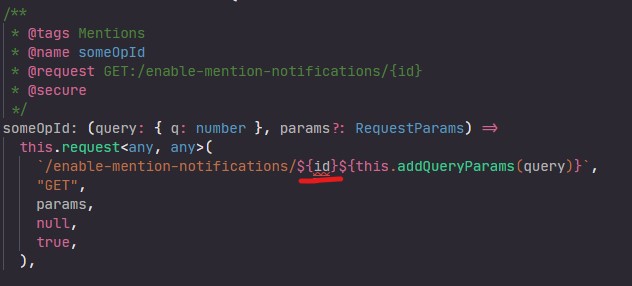 /**
* @tags Mentions
* @name someOpId
* @request GET:/enable-mention-notifications/{id}
* @secure
*/
someOpId: (query: { q: number }, params?: RequestParams) =>
this.request<any, any>(
`/enable-mention-notifications/${id}${this.addQueryParams(query)}`,
"GET",
params,
null,
true,
),